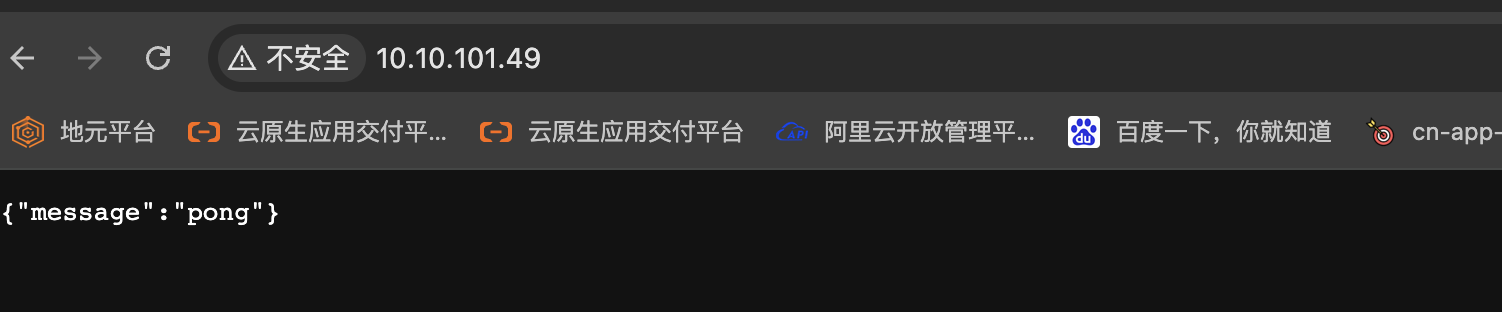 不安全 10.10.101.49
地元平台 云原生应用交付平... 云原生应用交付平台 API 阿里云开放管理平... du 百度一下，你就知道 cn-app-
{"message":"pong"}